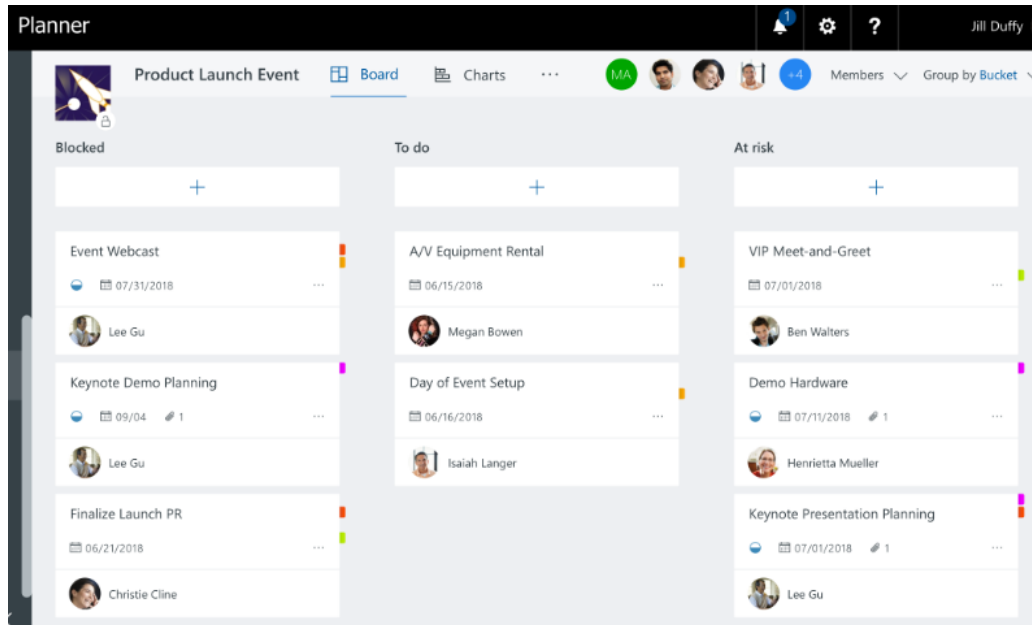 Planner
1
?
Jill Duffy
Product Launch Event
Board
Charts
...
MA
+4
Members
Group by Bucket
Blocked
To do
At risk
+
+
+
Event Webcast
07/31/2018
...
Lee Gu
Keynote Demo Planning
09/04
1
...
Lee Gu
Finalize Launch PR
06/21/2018
...
Christie Cline
A/V Equipment Rental
06/15/2018
...
Megan Bowen
Day of Event Setup
06/16/2018
...
Isaiah Langer
VIP Meet-and-Greet
07/01/2018
...
Ben Walters
Demo Hardware
07/11/2018
1
...
Henrietta Mueller
Keynote Presentation Planning
07/01/2018
1
...
Lee Gu